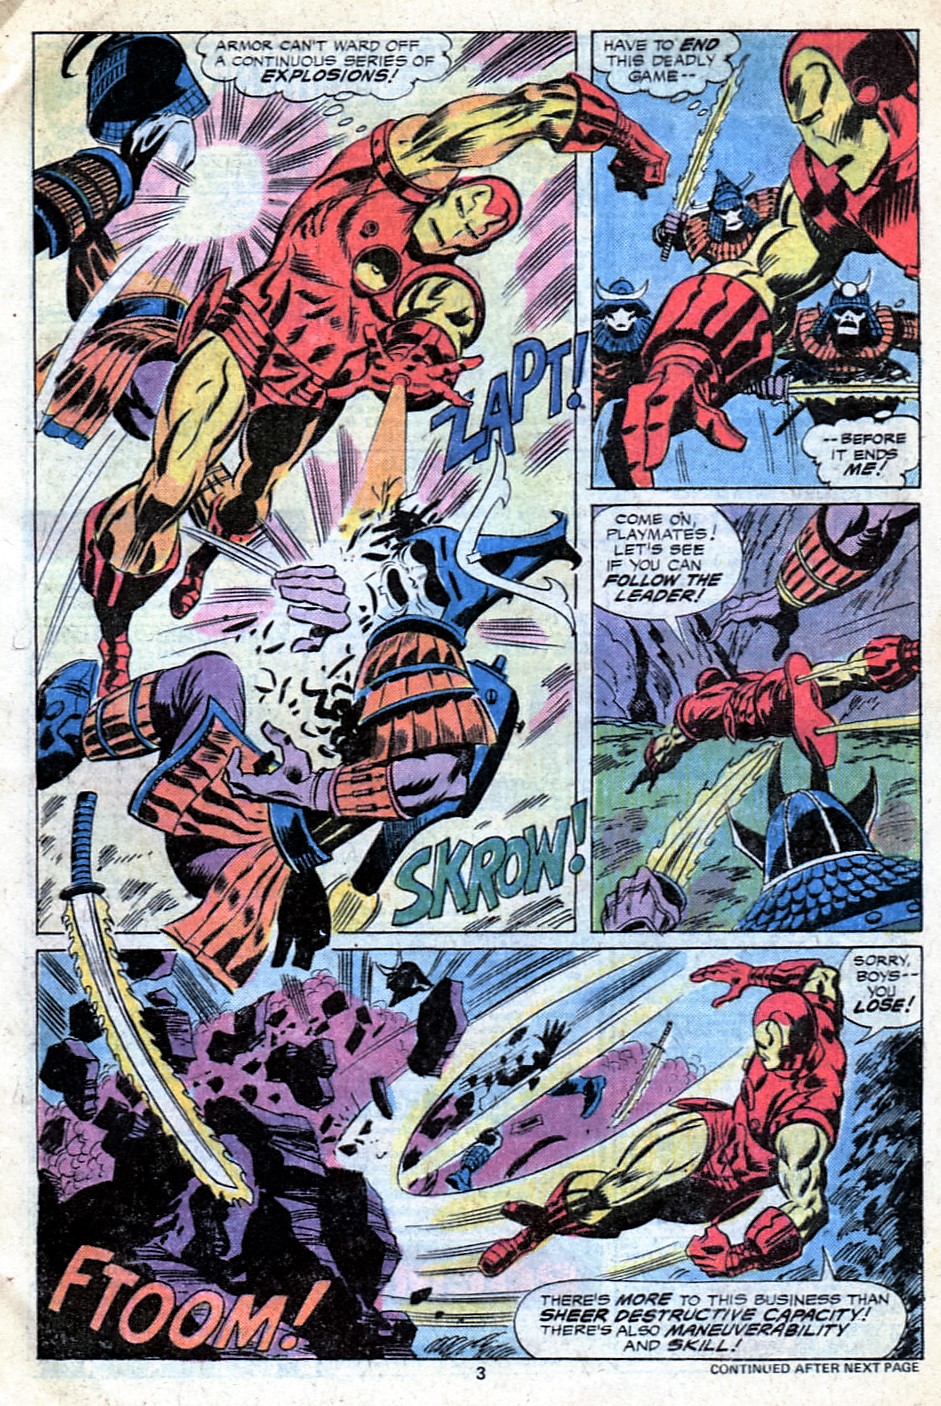 ARMOR CAN'T WARD OFF
A CONTINUOUS SERIES OF
EXPLOSIONS!
ZAPT!
SKROW!
HAVE TO END
THIS DEADLY
GAME--
--BEFORE
IT ENDS
ME!
COME ON,
PLAYMATES!
LET'S SEE
IF YOU CAN
FOLLOW THE
LEADER!
SORRY,
BOYS--
YOU
LOSE!
FTOOM!
THERE'S MORE TO THIS BUSINESS THAN
SHEER DESTRUCTIVE CAPACITY!
THERE'S ALSO MANEUVERABILITY
AND SKILL!
3
CONTINUED AFTER NEXT PAGE